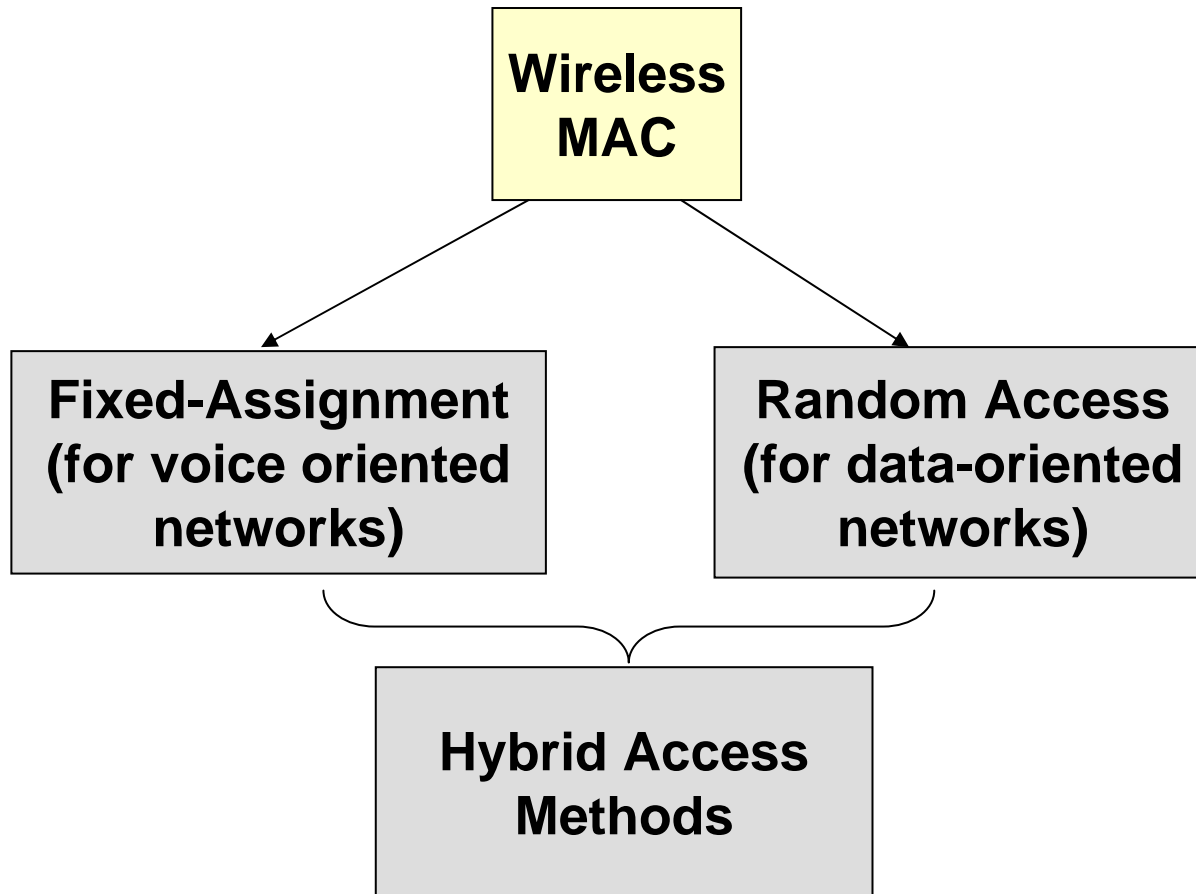 Wireless
MAC
Fixed-Assignment
(for voice oriented
networks)
Random Access
(for data-oriented
networks)
Hybrid Access
Methods